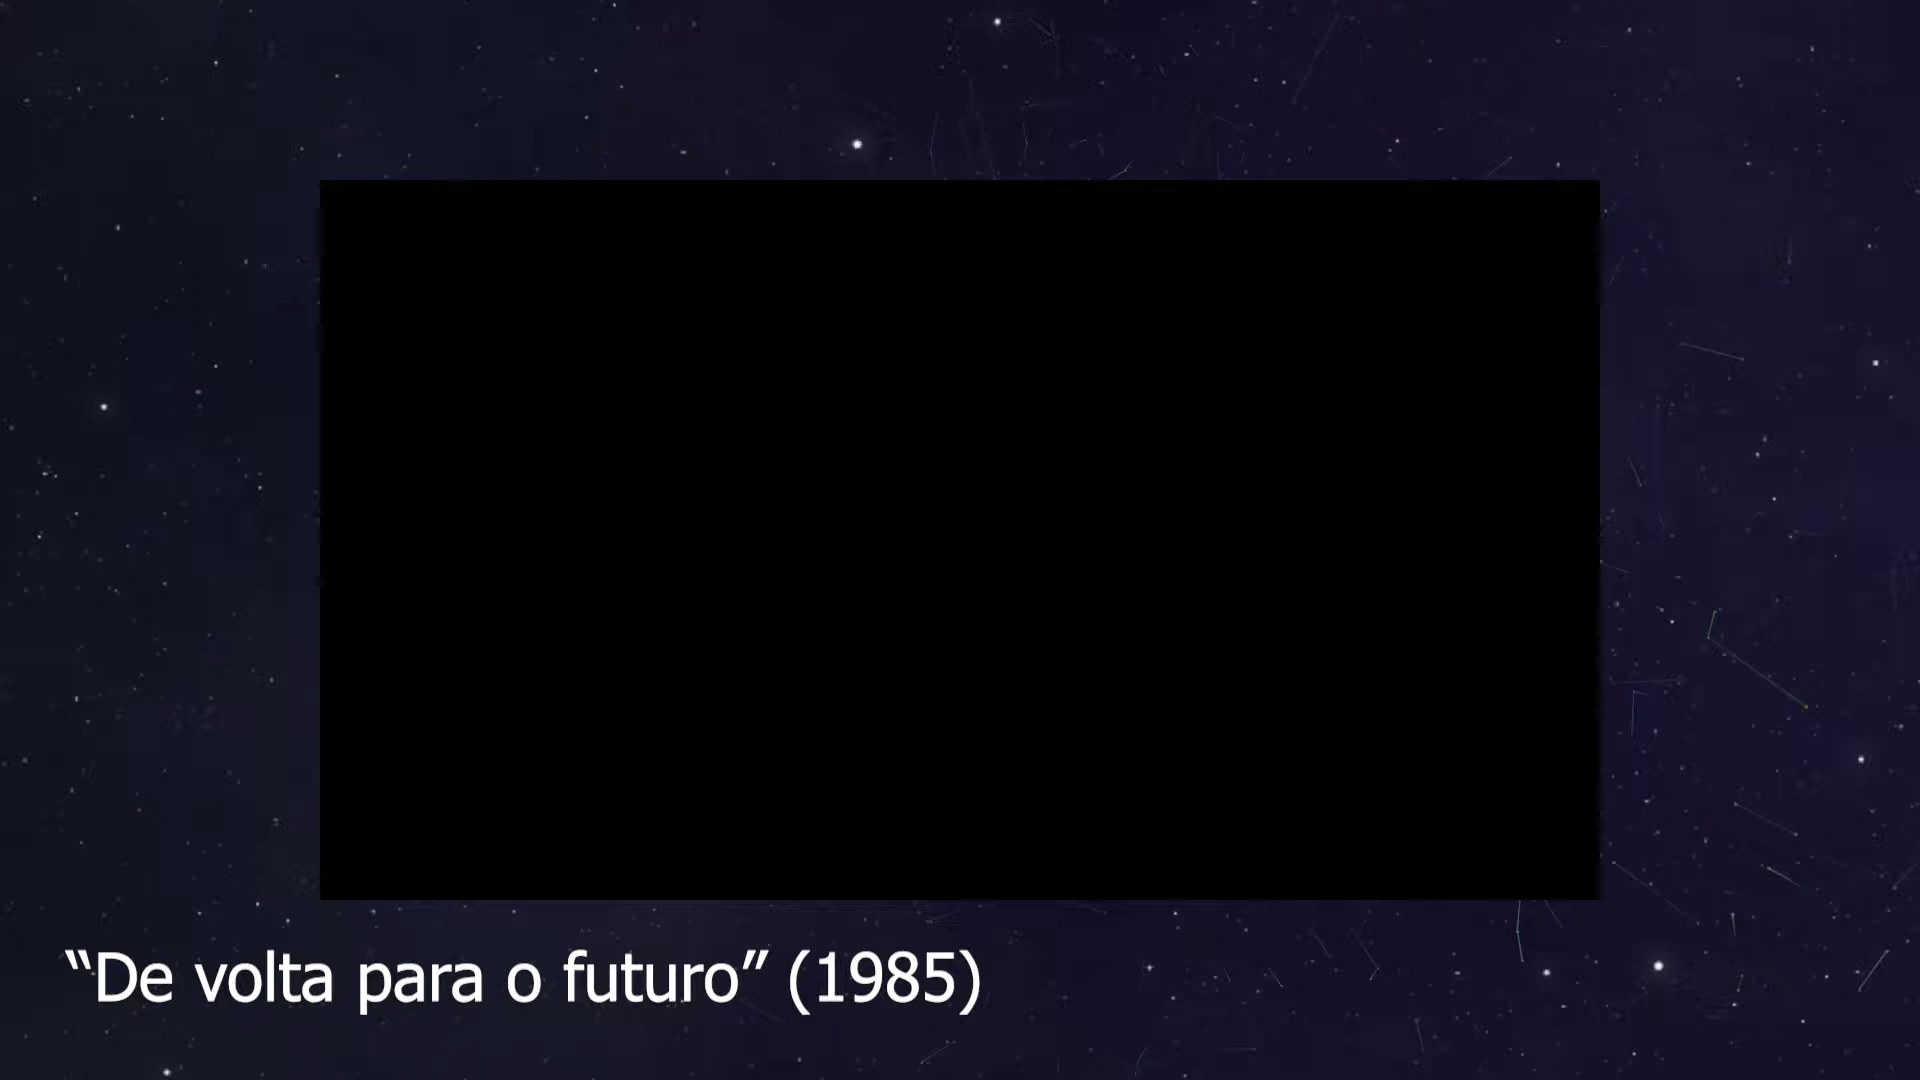 “De volta para o futuro” (1985)